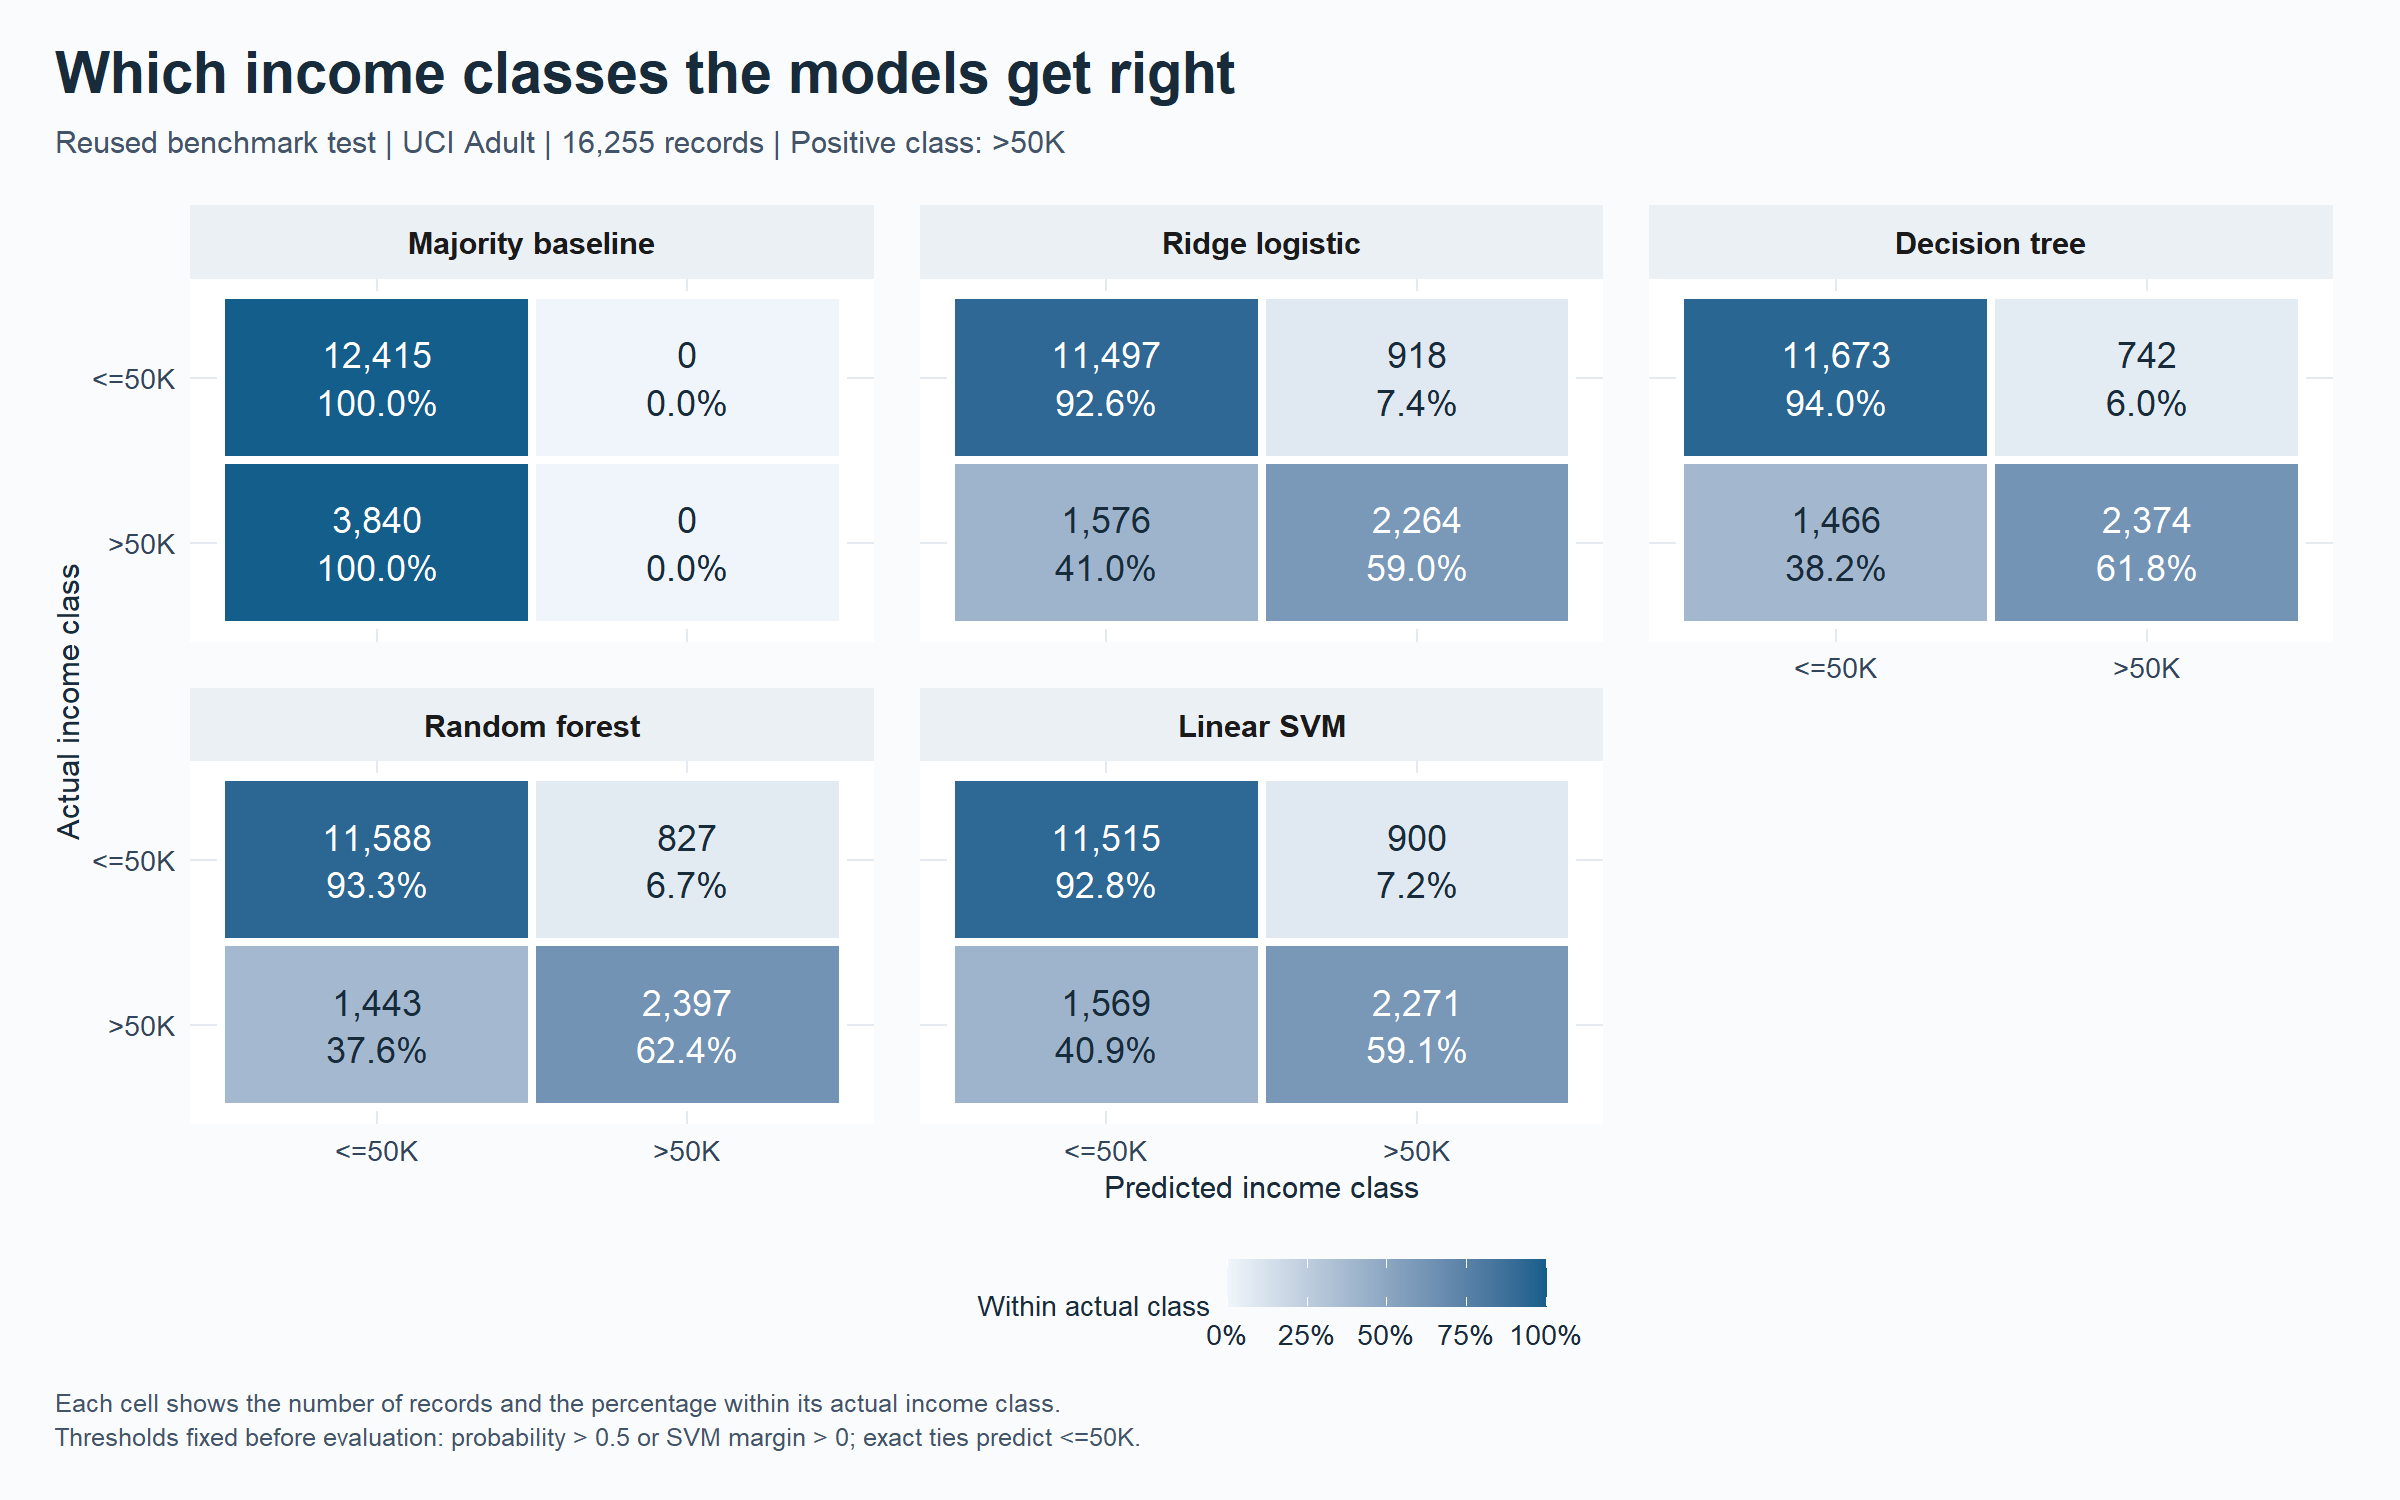 Which income classes the models get right
Reused benchmark test | UCI Adult | 16,255 records | Positive class: >50K
Majority baseline
12,415
100.0%
0
0.0%
3,840
100.0%
0
0.0%
<=50K
>50K
Ridge logistic
11,497
92.6%
918
7.4%
1,576
41.0%
2,264
59.0%
Decision tree
11,673
94.0%
742
6.0%
1,466
38.2%
2,374
61.8%
<=50K
>50K
Actual income class
Random forest
11,588
93.3%
827
6.7%
1,443
37.6%
2,397
62.4%
<=50K
>50K
<=50K
>50K
Linear SVM
11,515
92.8%
900
7.2%
1,569
40.9%
2,271
59.1%
<=50K
>50K
Predicted income class
Within actual class
0% 25% 50% 75% 100%
Each cell shows the number of records and the percentage within its actual income class.
Thresholds fixed before evaluation: probability > 0.5 or SVM margin > 0; exact ties predict <=50K.